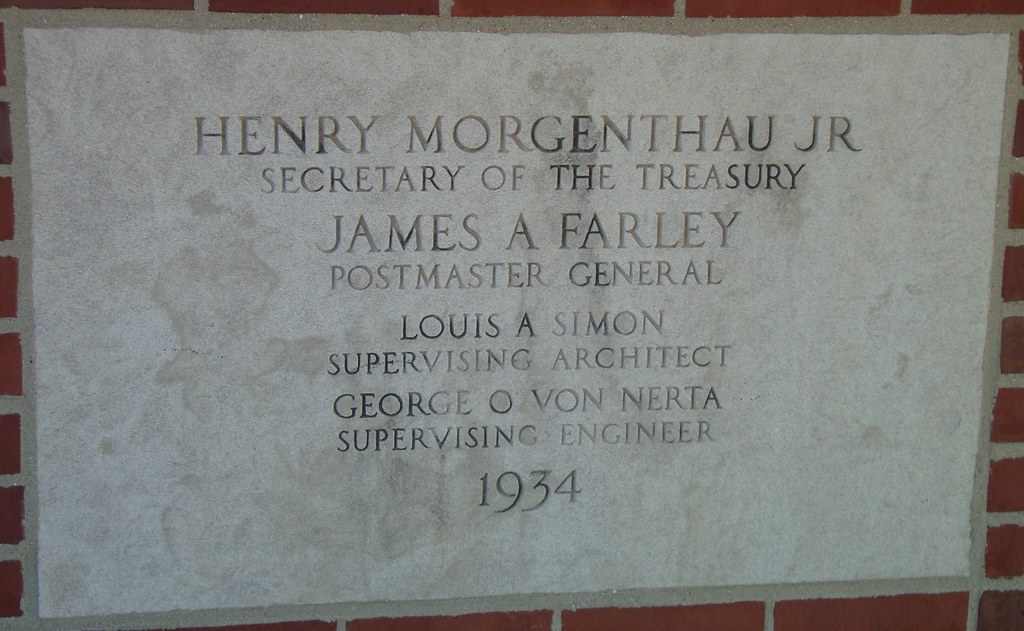 HENRY MORGENTHAU JR
SECRETARY OF THE TREASURY
JAMES A FARLEY
POSTMASTER GENERAL
LOUIS A SIMON
SUPERVISING ARCHITECT
GEORGE O VON NERTA
SUPERVISING ENGINEER
1934